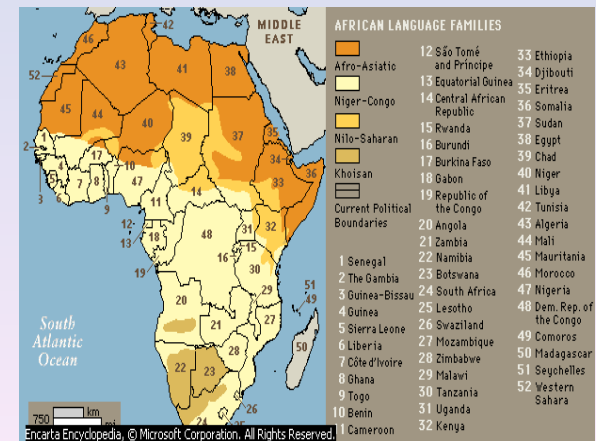 MIDDLE
EAST
South
Atlantic
Ocean
750
km
mi
AFRICAN LANGUAGE FAMILIES
Afro-Asiatic
Niger-Congo
Nilo-Saharan
Khoisan
Current Political
Boundaries
1 Senegal
2 The Gambia
3 Guinea-Bissau
4 Guinea
5 Sierra Leone
6 Liberia
7 Côte d'Ivoire
8 Ghana
9 Togo
10 Benin
1 Cameroon
12 São Tomé
and Príncipe
13 Equatorial Guinea
14 Central African
Republic
15 Rwanda
16 Burundi
17 Burkina Faso
18 Gabon
19 Republic of
the Congo
20 Angola
21 Zambia
22 Namibia
23 Botswana
24 South Africa
25 Lesotho
26 Swaziland
27 Mozambique
28 Zimbabwe
29 Malawi
30 Tanzania
31 Uganda
32 Kenya
33 Ethiopia
34 Djibouti
35 Eritrea
36 Somalia
37 Sudan
38 Egypt
39 Chad
40 Niger
41 Libya
42 Tunisia
43 Algeria
44 Mali
45 Mauritania
46 Morocco
47 Nigeria
48 Dem. Rep. of
the Congo
49 Comoros
50 Madagascar
51 Seychelles
52 Western
Sahara
Encarta Encyclopedia, © Microsoft Corporation. All Rights Reserved.